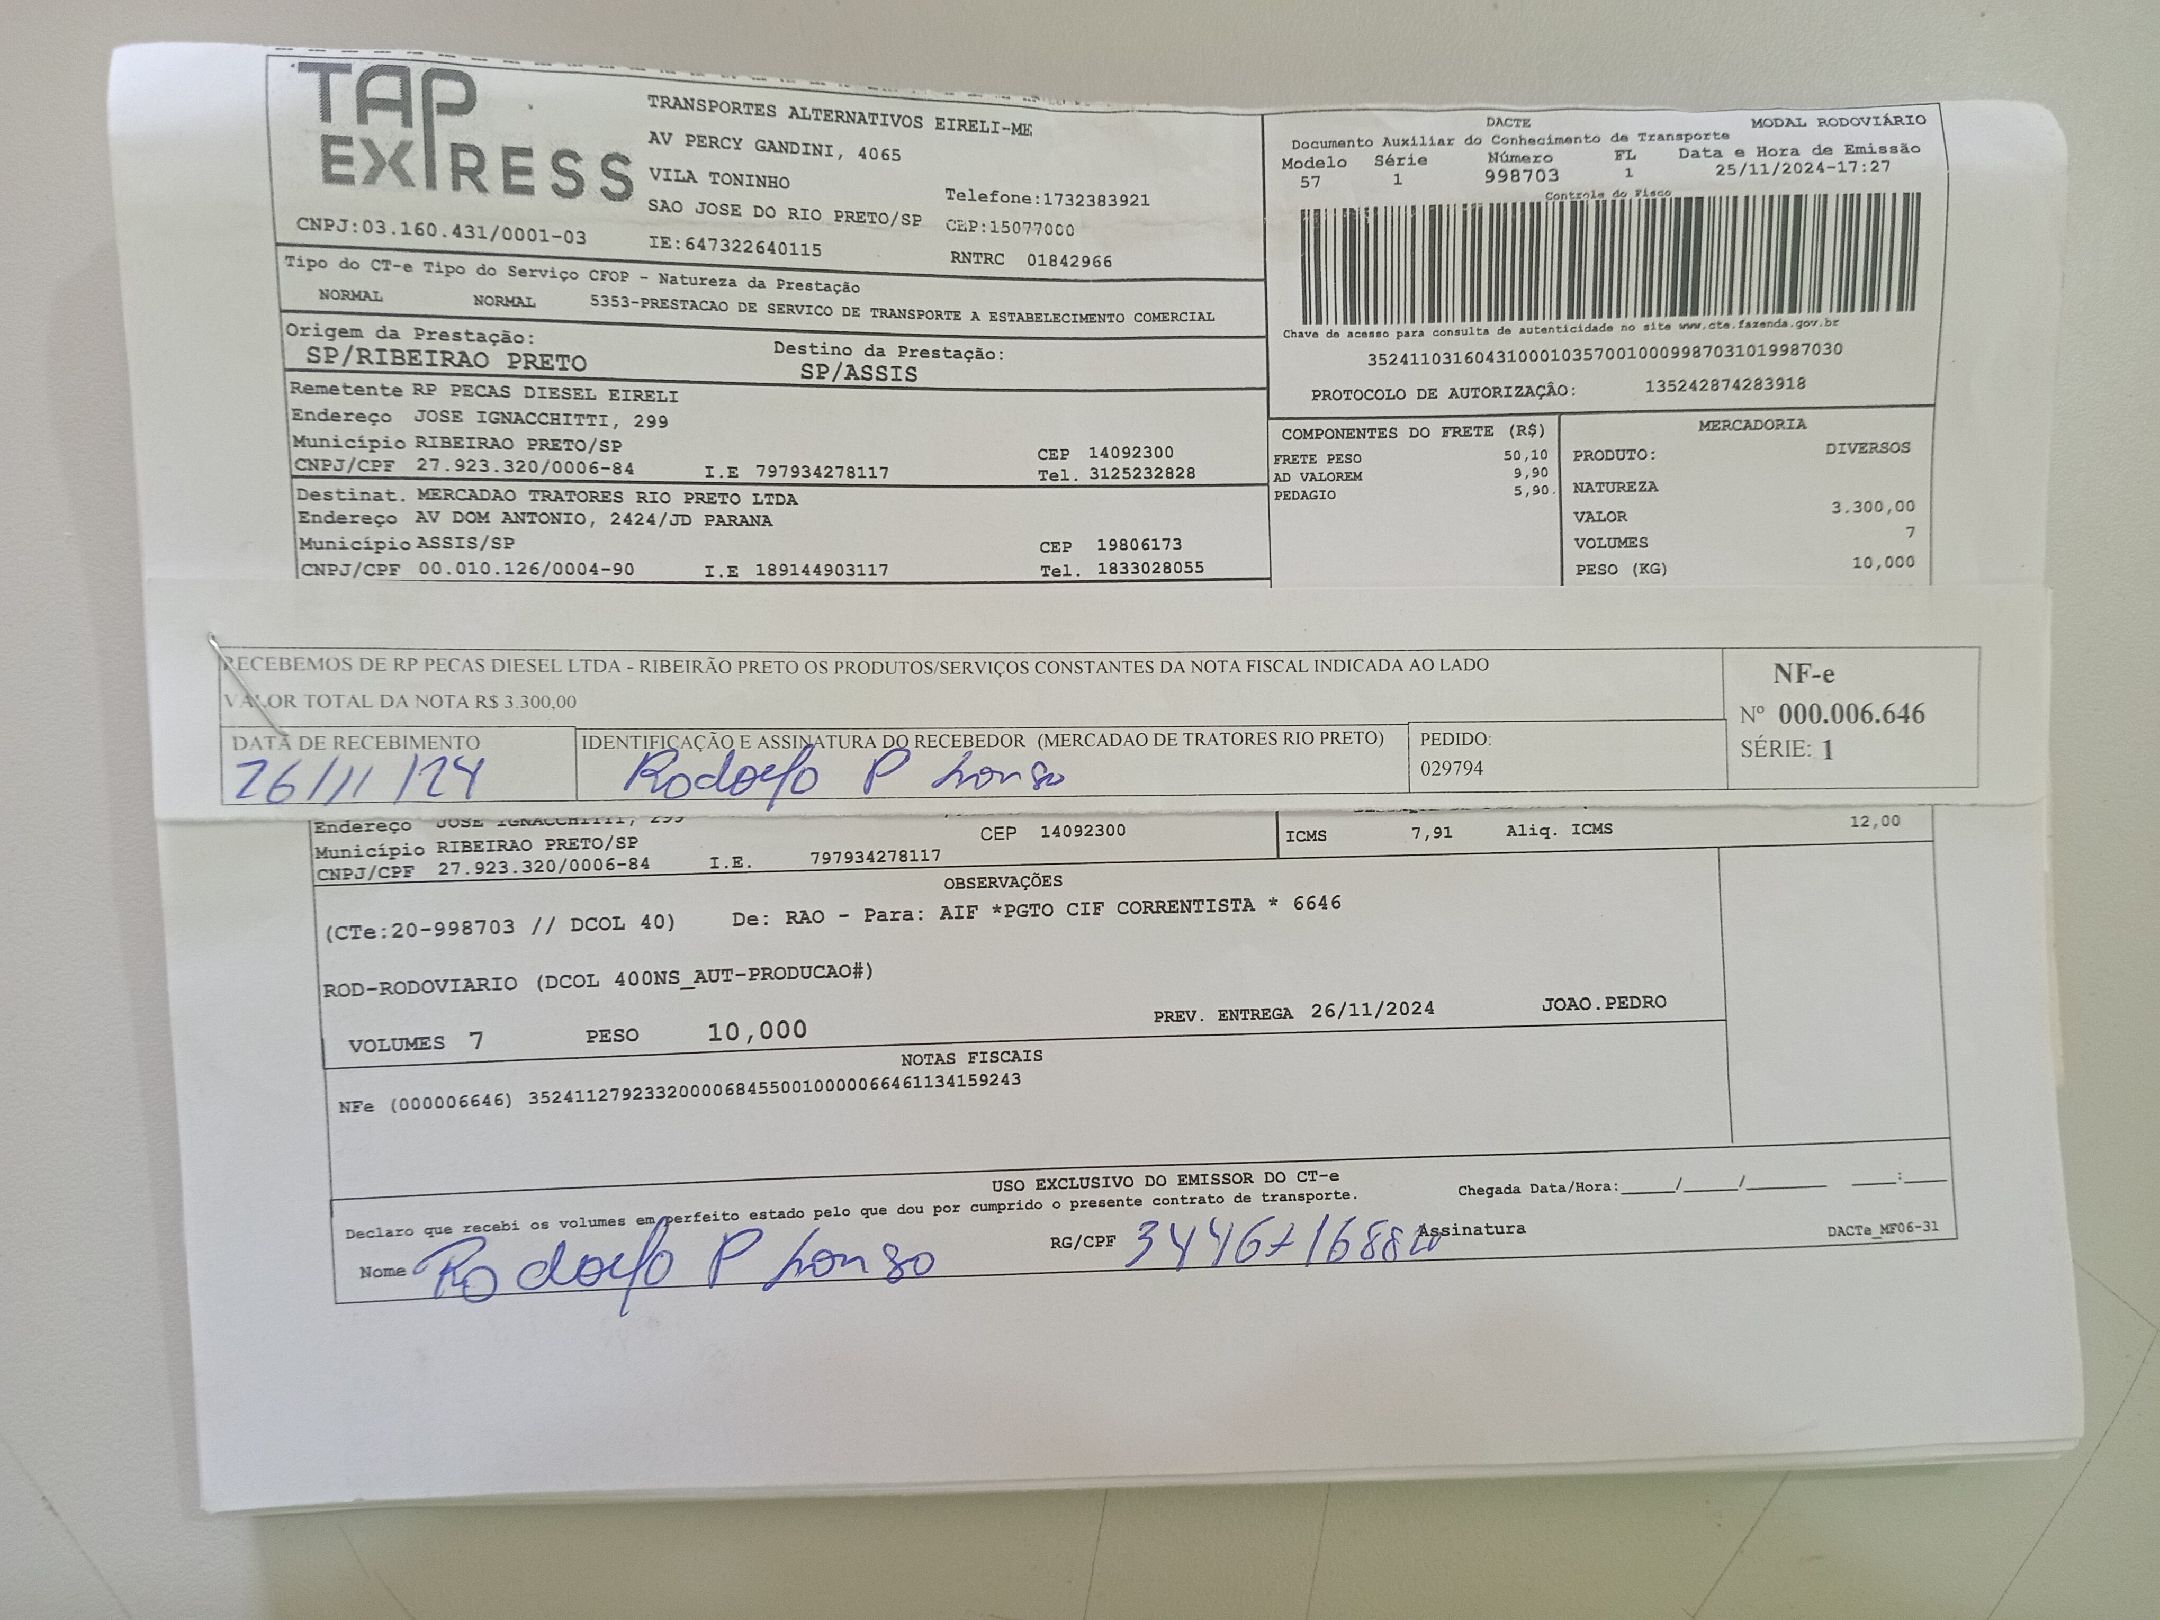 TAP EXPRESS
TRANSPORTES ALTERNATIVOS EIRELI-ME
AV PERCY GANDINI, 4065
VILA TONINHO
Telefone:1732383921
SAO JOSE DO RIO PRETO/SP CEP:15077000
CNPJ:03.160.431/0001-03 IE:647322640115 RNTRC 01842966
DACTE MODAL RODOVIÁRIO
Documento Auxiliar do Conhecimento de Transporte
Modelo Série Número FL Data e Hora de Emissão
57 1 998703 1 25/11/2024-17:27
Controle do Fisco
Chave de acesso para consulta de autenticidade no site www.cte.fazenda.gov.br
35241103160431000103570010009987031019987030
PROTOCOLO DE AUTORIZAÇÂO: 135242874283918
Tipo do CT-e Tipo do Serviço CFOP - Natureza da Prestação
NORMAL NORMAL 5353-PRESTACAO DE SERVICO DE TRANSPORTE A ESTABELECIMENTO COMERCIAL
Origem da Prestação: Destino da Prestação:
SP/RIBEIRAO PRETO SP/ASSIS
Remetente RP PECAS DIESEL EIRELI
Endereço JOSE IGNACCHITTI, 299
Município RIBEIRAO PRETO/SP CEP 14092300
CNPJ/CPF 27.923.320/0006-84 I.E 797934278117 Tel. 3125232828
Destinat. MERCADAO TRATORES RIO PRETO LTDA
Endereço AV DOM ANTONIO, 2424/JD PARANA
Município ASSIS/SP CEP 19806173
CNPJ/CPF 00.010.126/0004-90 I.E 189144903117 Tel. 1833028055
COMPONENTES DO FRETE (R$)
FRETE PESO 50,10
AD VALOREM 9,90
PEDAGIO 5,90
MERCADORIA
PRODUTO: DIVERSOS
NATUREZA
VALOR 3.300,00
VOLUMES 7
PESO (KG) 10,000
RECEBEMOS DE RP PECAS DIESEL LTDA - RIBEIRÃO PRETO OS PRODUTOS/SERVIÇOS CONSTANTES DA NOTA FISCAL INDICADA AO LADO
VALOR TOTAL DA NOTA R$ 3.300,00
NF-e
Nº 000.006.646
SÉRIE: 1
DATA DE RECEBIMENTO IDENTIFICAÇÃO E ASSINATURA DO RECEBEDOR (MERCADAO DE TRATORES RIO PRETO) PEDIDO:
26/11/24 Rodolfo P 029794
Endereço JOSE IGNACCHITTI, 299
Município RIBEIRAO PRETO/SP CEP 14092300
CNPJ/CPF 27.923.320/0006-84 I.E. 797934278117
ICMS 7,91 Aliq. ICMS 12,00
OBSERVAÇÕES
(CTe:20-998703 // DCOL 40) De: RAO - Para: AIF *PGTO CIF CORRENTISTA * 6646
ROD-RODOVIARIO (DCOL 400NS_AUT-PRODUCAO#)
VOLUMES 7 PESO 10,000 PREV. ENTREGA 26/11/2024 JOAO.PEDRO
NOTAS FISCAIS
NFe (000006646) 35241127923320000684550010000066461134159243
USO EXCLUSIVO DO EMISSOR DO CT-e
Declaro que recebi os volumes em perfeito estado pelo que dou por cumprido o presente contrato de transporte. Chegada Data/Hora:_____/_____/_______ ____:____
Nome Rodolfo P RG/CPF Assinatura DACTe_MF06-31